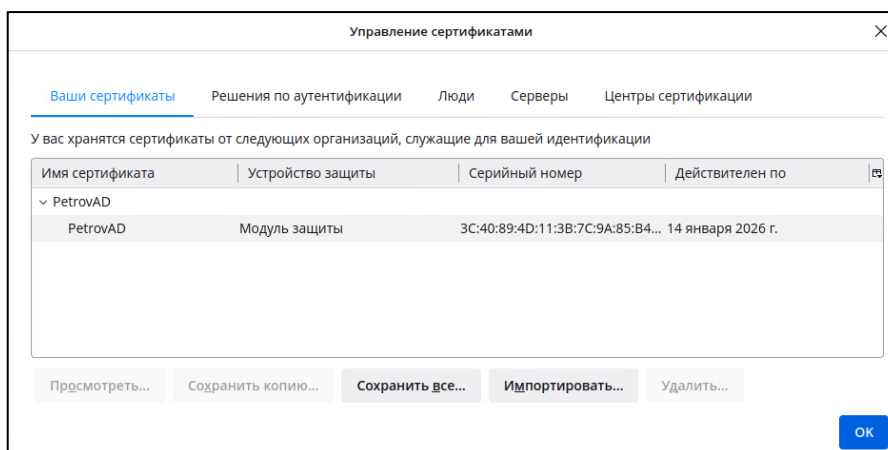 Управление сертификатами
Ваши сертификаты Решения по аутентификации Люди Серверы Центры сертификации
У вас хранятся сертификаты от следующих организаций, служащие для вашей идентификации
Имя сертификата Устройство защиты Серийный номер Действителен по
PetrovAD
PetrovAD Модуль защиты 3C:40:89:4D:11:3B:7C:9A:85:B4... 14 января 2026 г.
Просмотреть... Сохранить копию... Сохранить все... Импортировать... Удалить...
OK